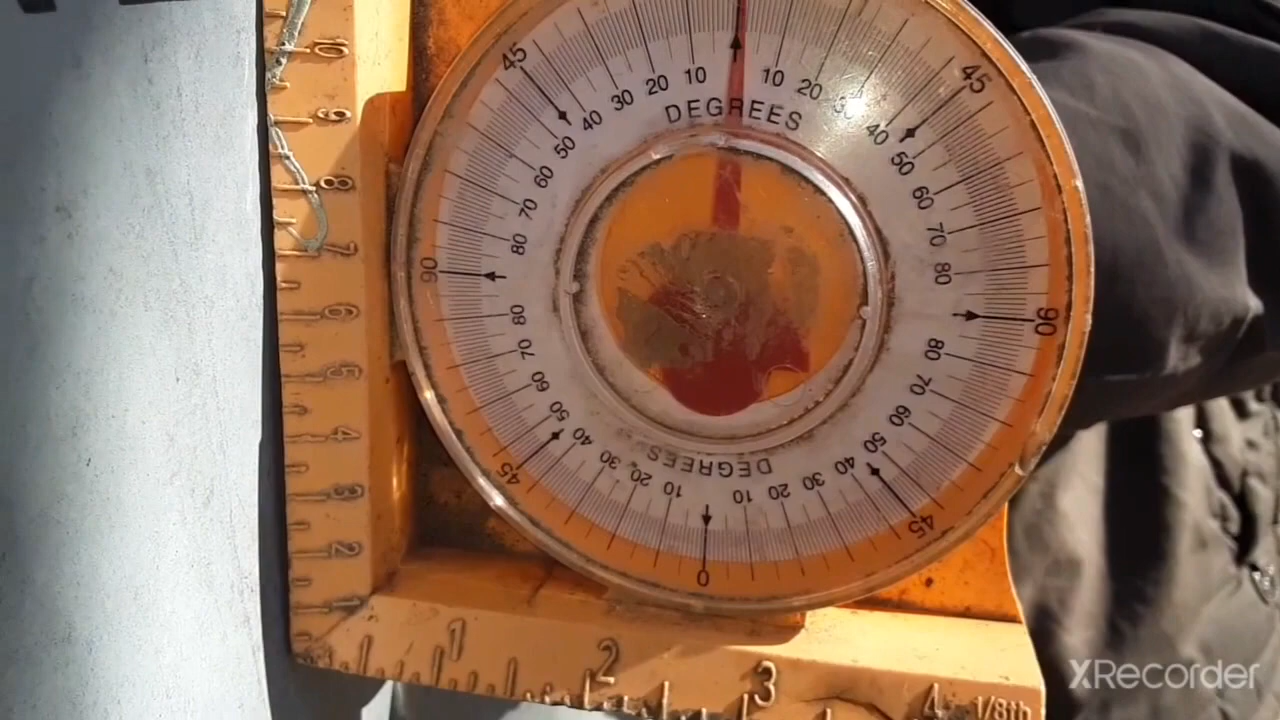 45 10 20 30 40 50 60 70 80 90
DEGREES
10 20 30 40 45 50 60 70 80 90
80 70 60 50 45 40 30 20 10 0
80 70 60 50 45 40 30 20 10
DEGREES
10
9
8
7
6
5
4
3
2
1
1 2 3 4 1/8th
XRecorder